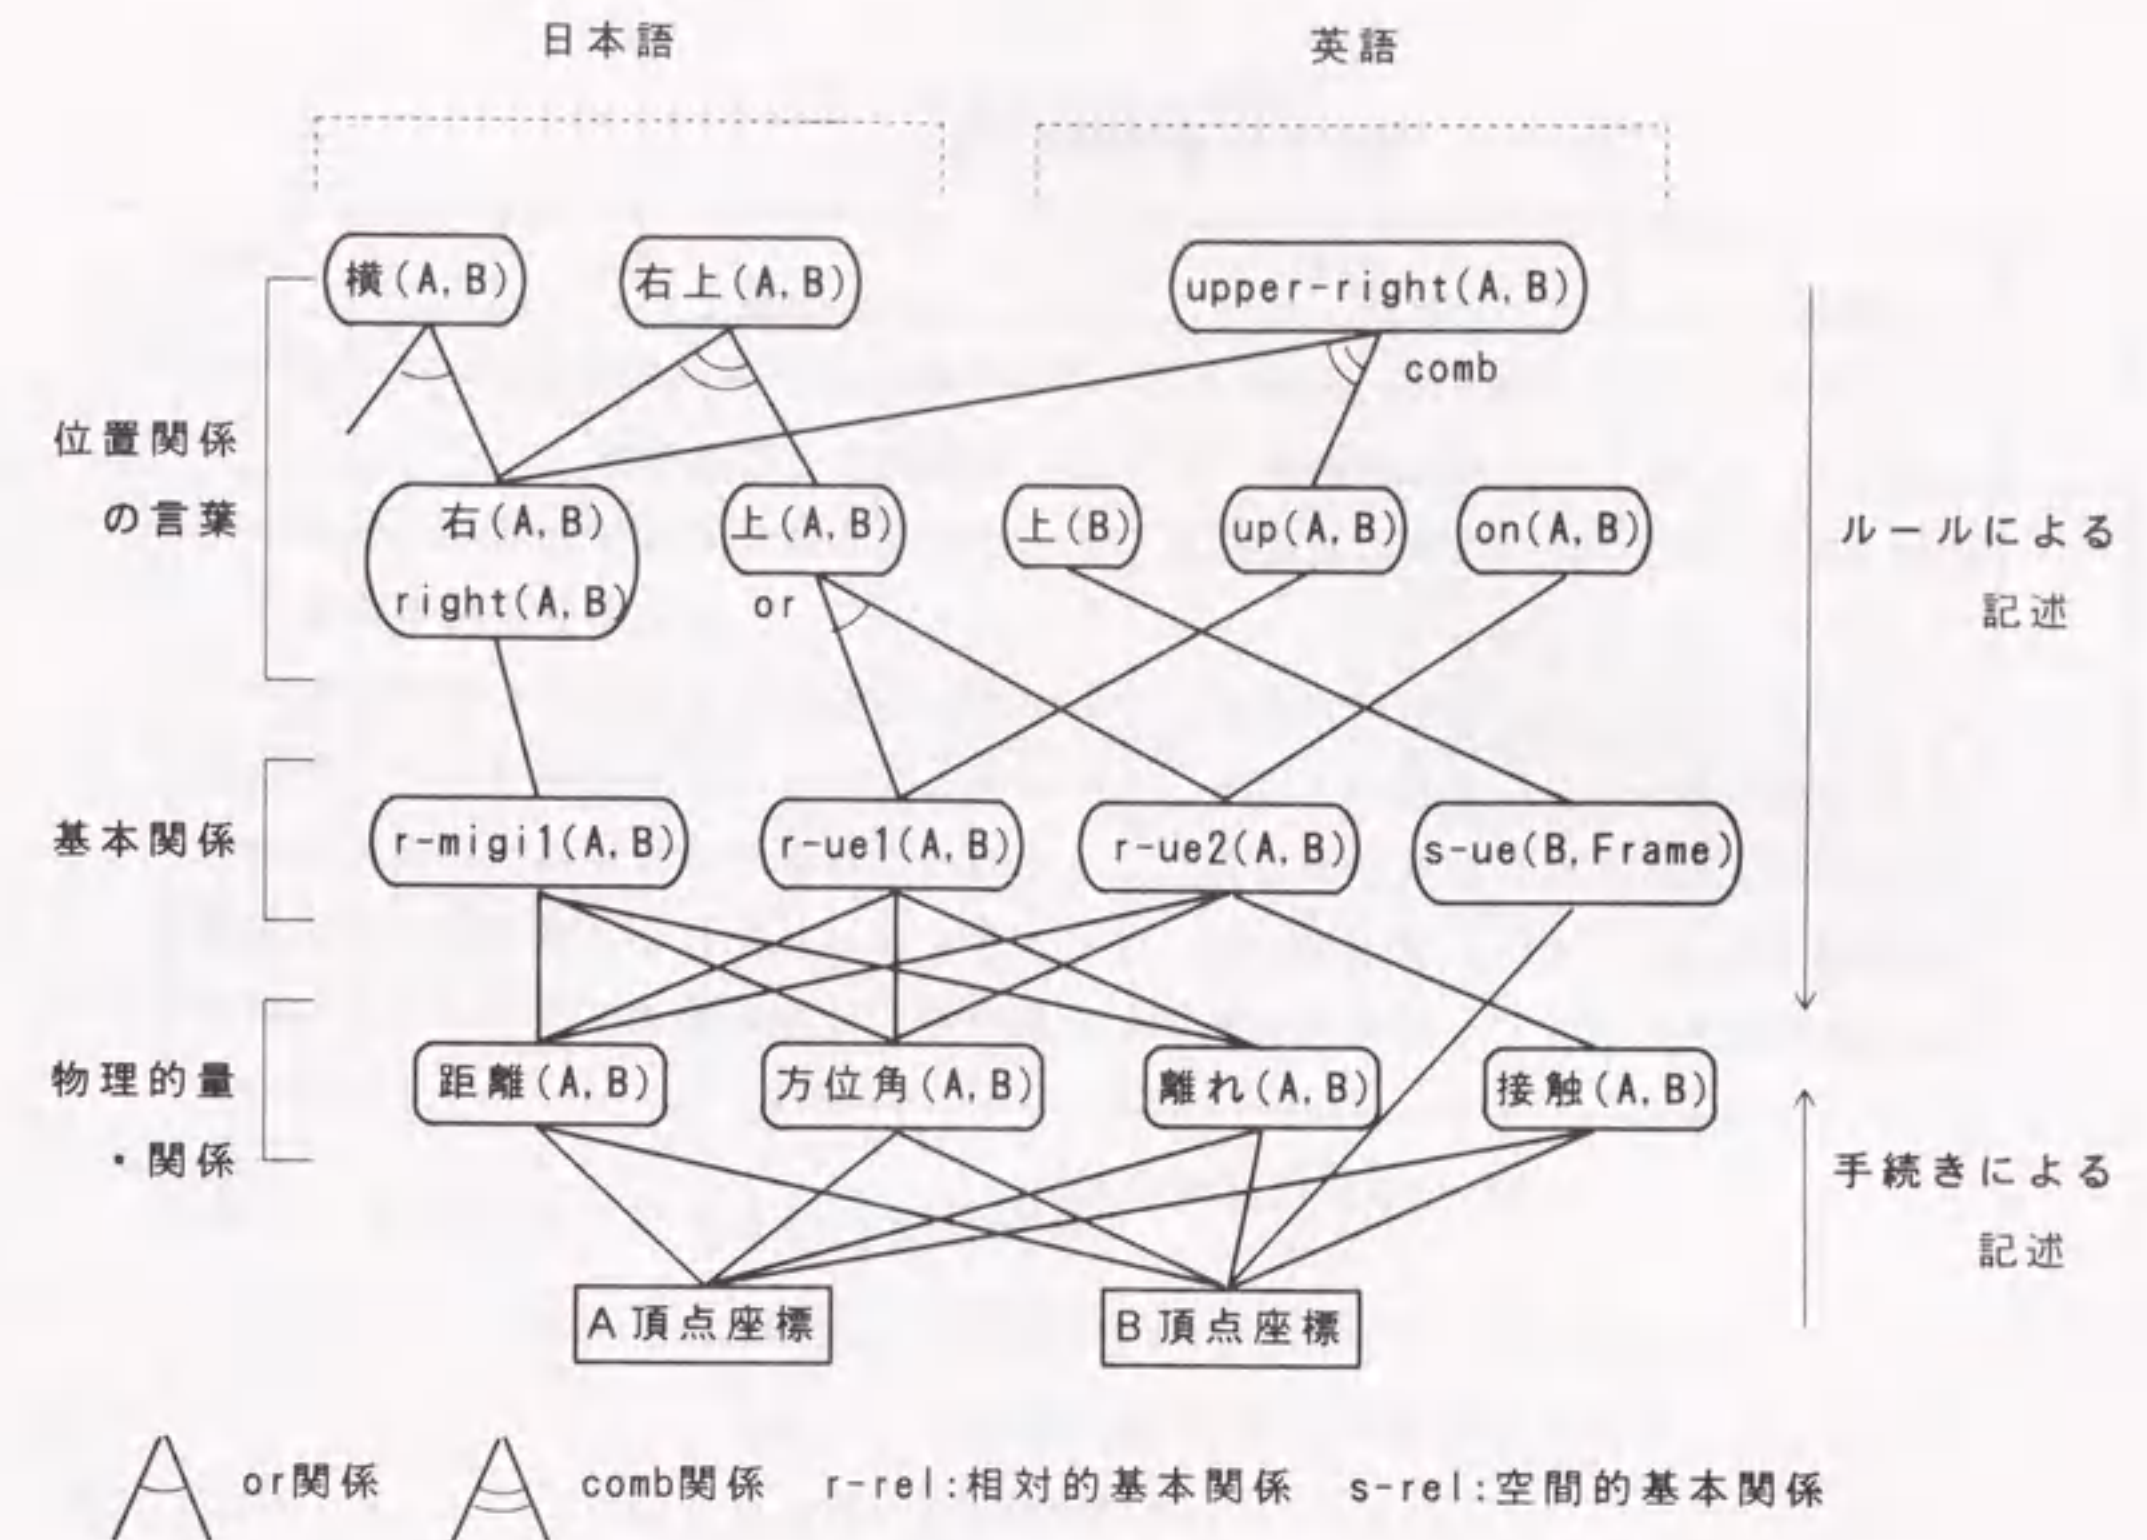 日本語
英語
横(A,B)
右上(A,B)
upper-right(A,B)
comb
位置関係
の言葉
右(A,B)
right(A,B)
上(A,B)
上(B)
up(A,B)
on(A,B)
or
ルールによる
記述
基本関係
r-migi1(A,B)
r-ue1(A,B)
r-ue2(A,B)
s-ue(B,Frame)
物理的量
・関係
距離(A,B)
方位角(A,B)
離れ(A,B)
接触(A,B)
手続きによる
記述
A頂点座標
B頂点座標
or関係
comb関係
r-rel:相対的基本関係
s-rel:空間的基本関係